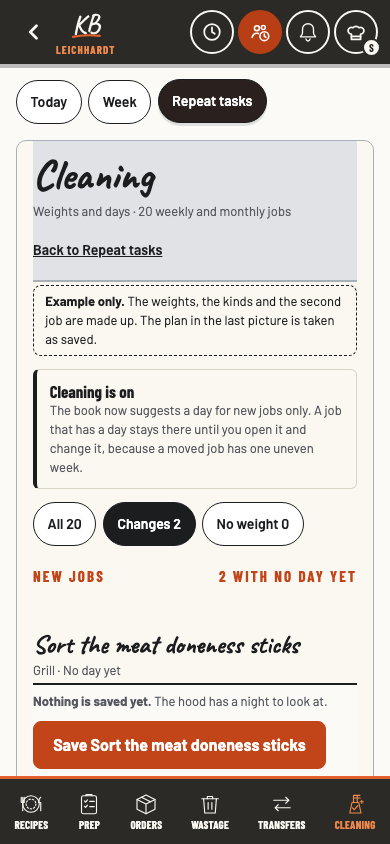 KB
LEICHHARDT
S
Today
Week
Repeat tasks
Cleaning
Weights and days · 20 weekly and monthly jobs
Back to Repeat tasks
Example only. The weights, the kinds and the second
job are made up. The plan in the last picture is taken
as saved.
Cleaning is on
The book now suggests a day for new jobs only. A job
that has a day stays there until you open it and
change it, because a moved job has one uneven
week.
All 20
Changes 2
No weight 0
NEW JOBS
2 WITH NO DAY YET
Sort the meat doneness sticks
Grill · No day yet
Nothing is saved yet. The hood has a night to look at.
Save Sort the meat doneness sticks
RECIPES
PREP
ORDERS
WASTAGE
TRANSFERS
CLEANING